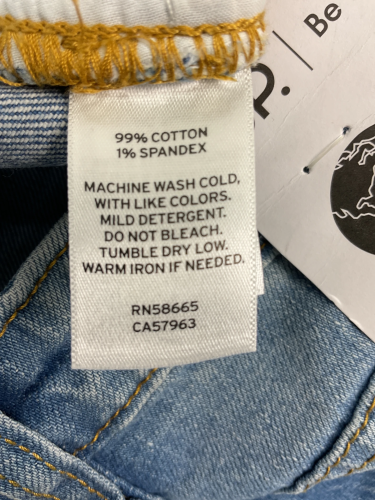 P. | Be
99% COTTON
1% SPANDEX
MACHINE WASH COLD,
WITH LIKE COLORS.
MILD DETERGENT.
DO NOT BLEACH.
TUMBLE DRY LOW.
WARM IRON IF NEEDED.
RN58665
CA57963